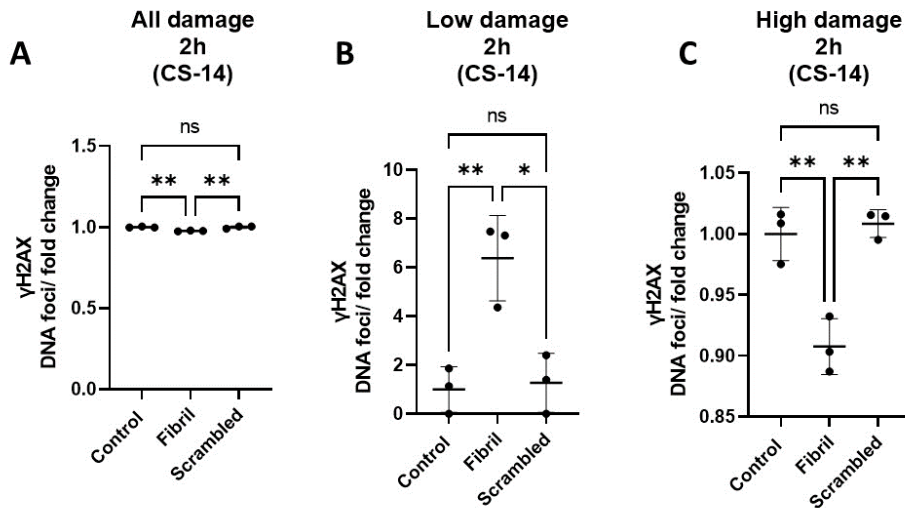 A
All damage
2h
(CS-14)
γH2AX
DNA foci/ fold change
1.5
1.0
0.5
0.0
ns
**
**
Control
Fibril
Scrambled
B
Low damage
2h
(CS-14)
γH2AX
DNA foci/ fold change
10
8
6
4
2
0
ns
**
*
Control
Fibril
Scrambled
C
High damage
2h
(CS-14)
γH2AX
DNA foci/ fold change
1.05
1.00
0.95
0.90
0.85
ns
**
**
Control
Fibril
Scrambled